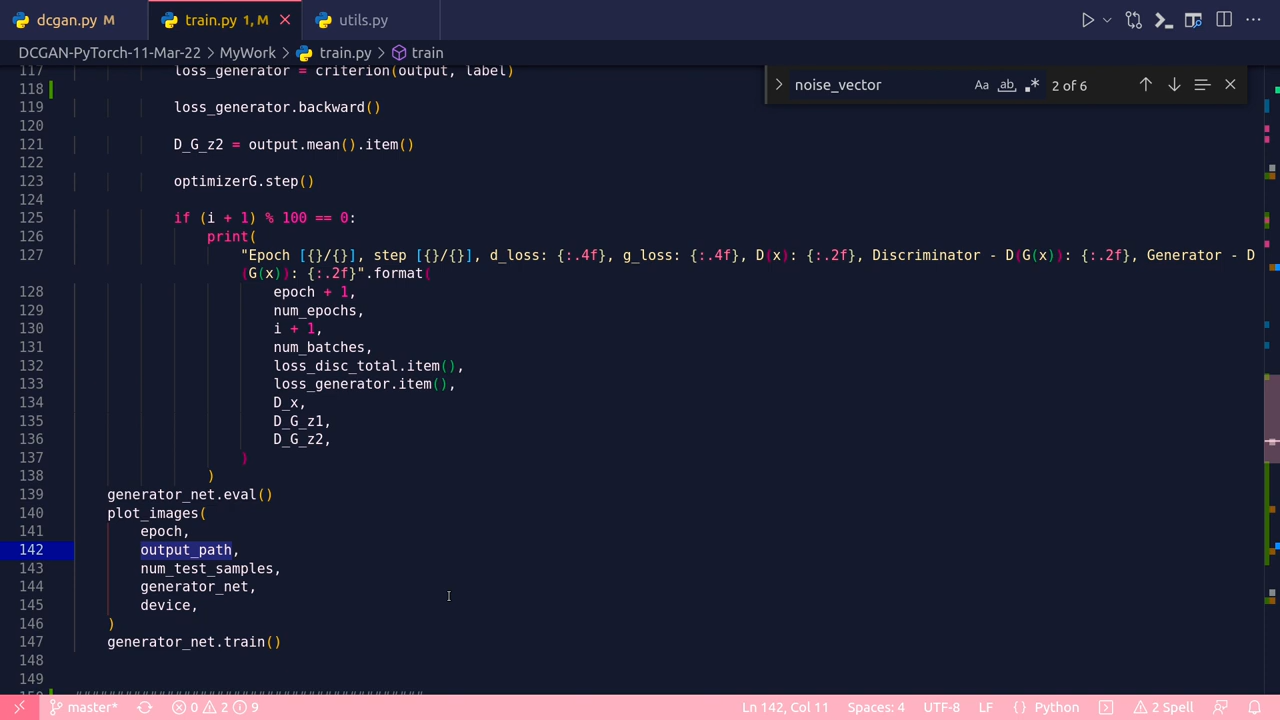 dcgan.py M train.py 1, M utils.py
DCGAN-PyTorch-11-Mar-22 > MyWork > train.py > train
noise_vector Aa ab 2 of 6
117 loss_generator = criterion(output, label)
118
119 loss_generator.backward()
120
121 D_G_z2 = output.mean().item()
122
123 optimizerG.step()
124
125 if (i + 1) % 100 == 0:
126 print(
127 "Epoch [{}/{}], step [{}/{}], d_loss: {:.4f}, g_loss: {:.4f}, D(x): {:.2f}, Discriminator - D(G(x)): {:.2f}, Generator - D
(G(x)): {:.2f}".format(
128 epoch + 1,
129 num_epochs,
130 i + 1,
131 num_batches,
132 loss_disc_total.item(),
133 loss_generator.item(),
134 D_x,
135 D_G_z1,
136 D_G_z2,
137 )
138 )
139 generator_net.eval()
140 plot_images(
141 epoch,
142 output_path,
143 num_test_samples,
144 generator_net,
145 device,
146 )
147 generator_net.train()
148
149
master* 0 2 9 Ln 142, Col 11 Spaces: 4 UTF-8 LF {} Python 2 Spell